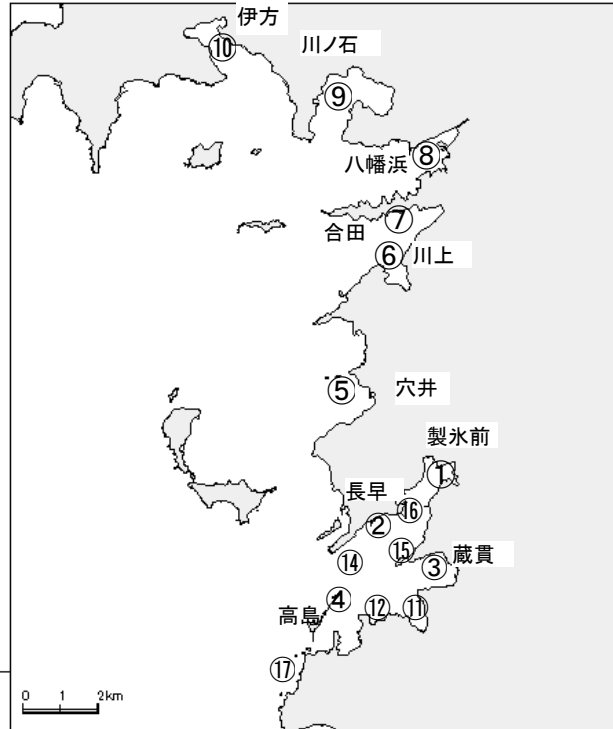 伊方
⑩
川ノ石
⑨
八幡浜
⑧
⑦
合田
⑥
川上
⑤
穴井
製氷前
①
長早
⑯
②
⑮
蔵貫
⑭
③
④
⑫
⑪
高島
⑰
0 1 2km